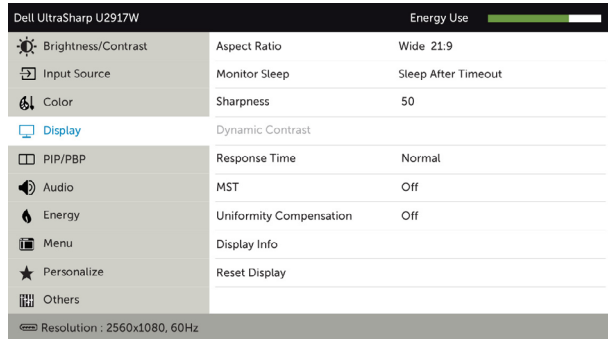 Dell UltraSharp U2917W Energy Use
Brightness/Contrast Aspect Ratio Wide 21:9
Input Source Monitor Sleep Sleep After Timeout
Color Sharpness 50
Display Dynamic Contrast
PIP/PBP Response Time Normal
Audio MST Off
Energy Uniformity Compensation Off
Menu Display Info
Personalize Reset Display
Others
Resolution : 2560x1080, 60Hz